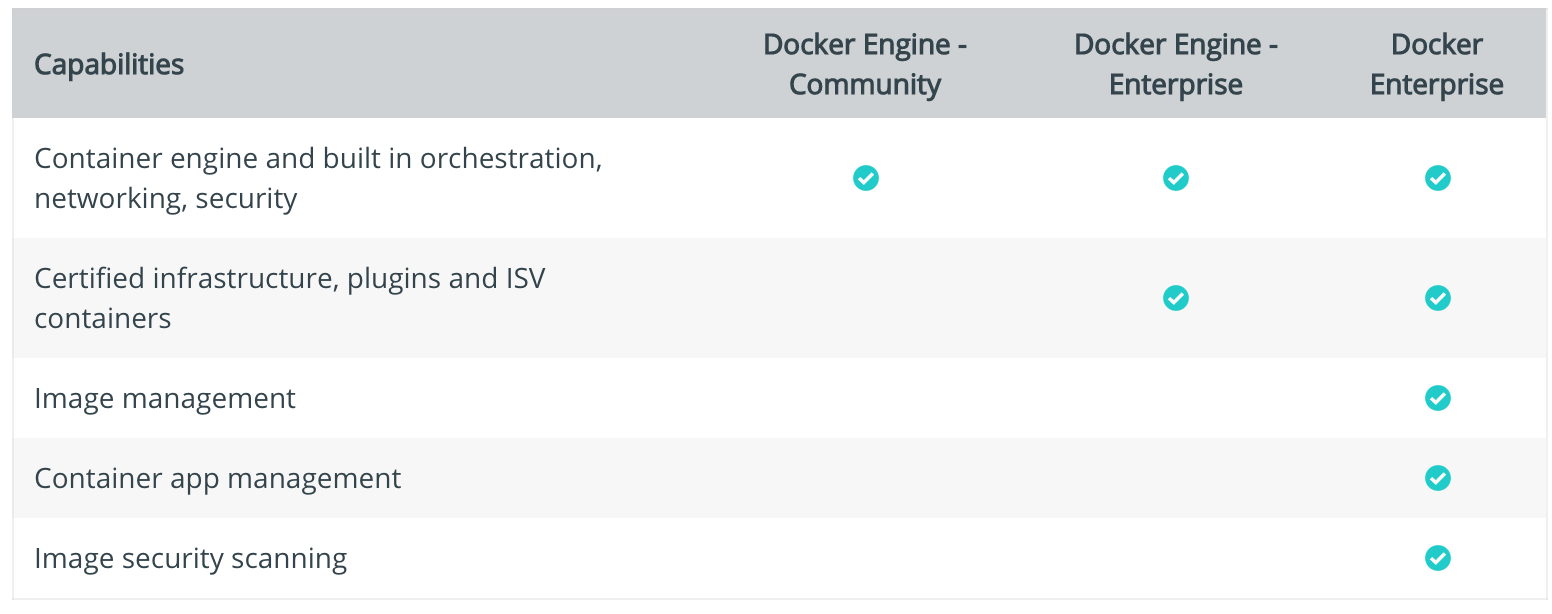 Capabilities
Docker Engine -
Community
Docker Engine -
Enterprise
Docker
Enterprise
Container engine and built in orchestration,
networking, security
Certified infrastructure, plugins and ISV
containers
Image management
Container app management
Image security scanning